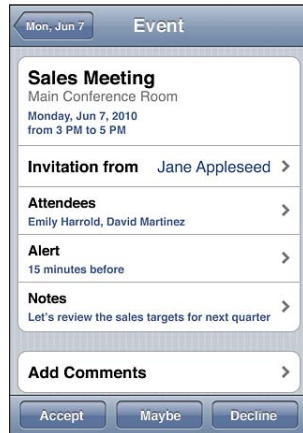 Mon, Jun 7
Event
Sales Meeting
Main Conference Room
Monday, Jun 7, 2010
from 3 PM to 5 PM
Invitation from Jane Appleseed
Attendees
Emily Harrold, David Martinez
Alert
15 minutes before
Notes
Let's review the sales targets for next quarter
Add Comments
Accept Maybe Decline